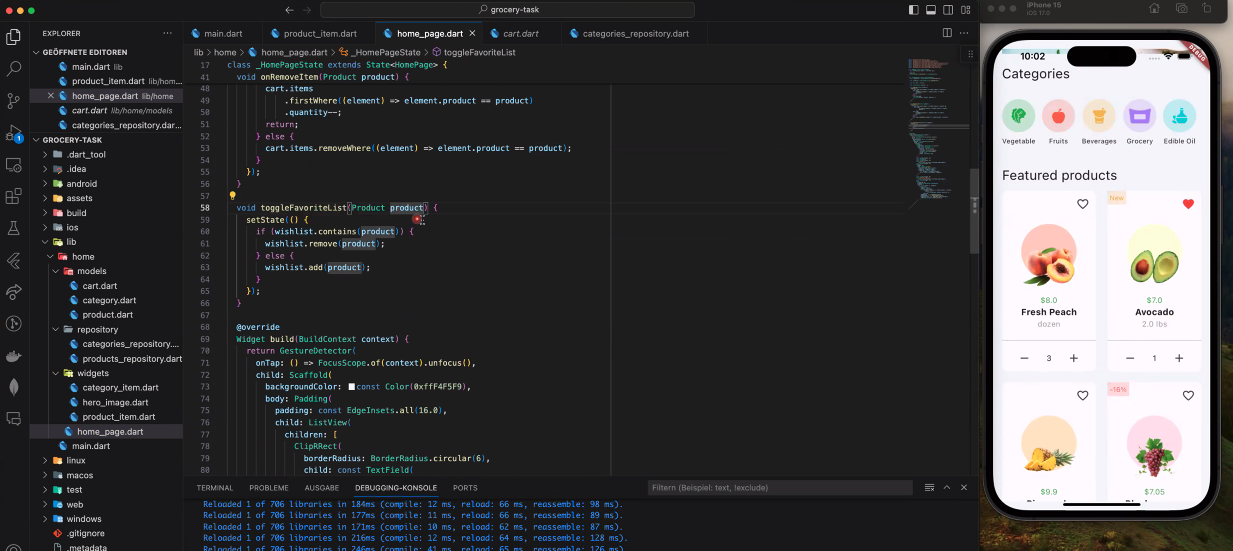 grocery-task
iPhone 15
iOS 17.0
EXPLORER
GEÖFFNETE EDITOREN
main.dart lib
product_item.dart lib/hom...
home_page.dart lib/home
cart.dart lib/home/models
categories_repository.dart...
GROCERY-TASK
.dart_tool
.idea
android
assets
build
ios
lib
home
models
cart.dart
category.dart
product.dart
repository
categories_repository....
products_repository.dart
widgets
category_item.dart
hero_image.dart
product_item.dart
home_page.dart
main.dart
linux
macos
test
web
windows
.gitignore
.metadata
main.dart
product_item.dart
home_page.dart
cart.dart
categories_repository.dart
lib > home > home_page.dart > _HomePageState > toggleFavoriteList
17 class _HomePageState extends State<HomePage> {
41 void onRemoveItem(Product product) {
48 cart.items
49 .firstWhere((element) => element.product == product)
50 .quantity--;
51 return;
52 } else {
53 cart.items.removeWhere((element) => element.product == product);
54 }
55 });
56 }
57
58 void toggleFavoriteList(Product product) {
59 setState(() {
60 if (wishlist.contains(product)) {
61 wishlist.remove(product);
62 } else {
63 wishlist.add(product);
64 }
65 });
66 }
67
68 @override
69 Widget build(BuildContext context) {
70 return GestureDetector(
71 onTap: () => FocusScope.of(context).unfocus(),
72 child: Scaffold(
73 backgroundColor: const Color(0xffF4F5F9),
74 body: Padding(
75 padding: const EdgeInsets.all(16.0),
76 child: ListView(
77 children: [
78 ClipRRect(
79 borderRadius: BorderRadius.circular(6),
80 child: const TextField(
TERMINAL
PROBLEME
AUSGABE
DEBUGGING-KONSOLE
PORTS
Filtern (Beispiel: text, !exclude)
Reloaded 1 of 706 libraries in 184ms (compile: 12 ms, reload: 66 ms, reassemble: 98 ms).
Reloaded 1 of 706 libraries in 177ms (compile: 11 ms, reload: 66 ms, reassemble: 89 ms).
Reloaded 1 of 706 libraries in 171ms (compile: 10 ms, reload: 62 ms, reassemble: 87 ms).
Reloaded 1 of 706 libraries in 216ms (compile: 12 ms, reload: 64 ms, reassemble: 128 ms).
Reloaded 1 of 706 libraries in 246ms (compile: 41 ms, reload: 65 ms, reassemble: 126 ms).
10:02
DEBUG
Categories
Vegetable
Fruits
Beverages
Grocery
Edible Oil
Featured products
New
$8.0
Fresh Peach
dozen
3
$7.0
Avocado
2.0 lbs
1
-16%
$9.9
$7.05